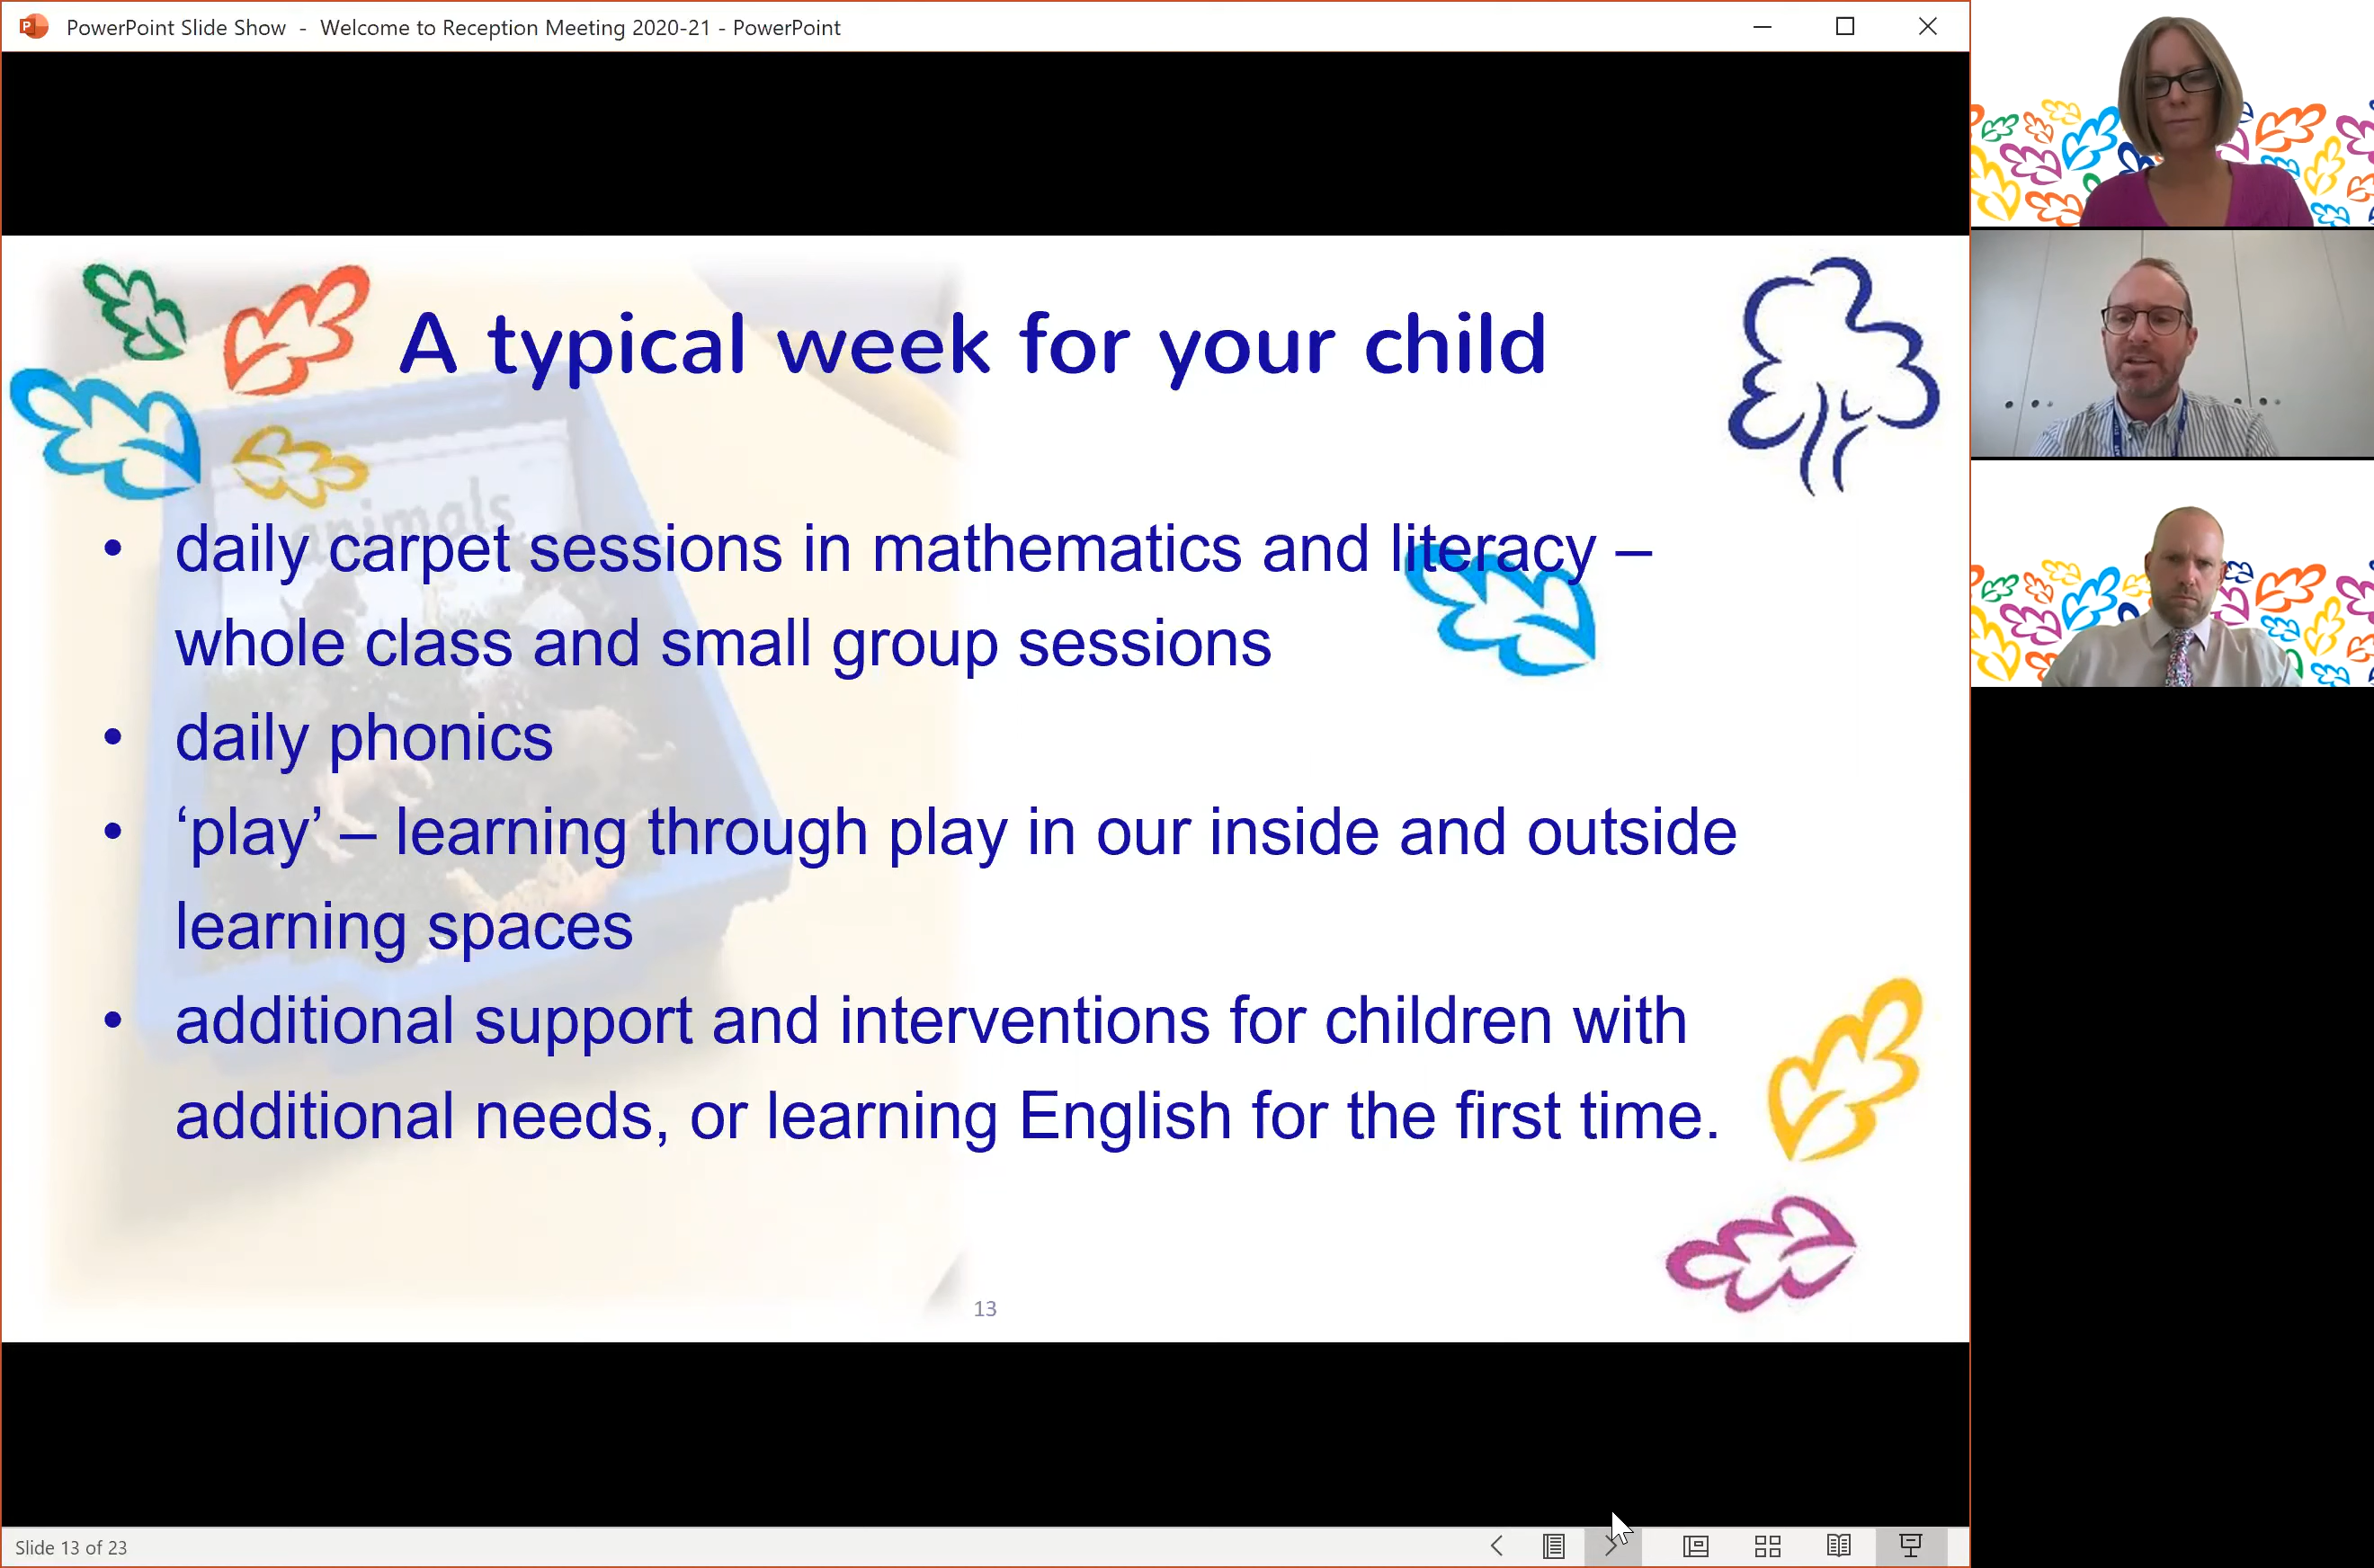 PowerPoint Slide Show - Welcome to Reception Meeting 2020-21 - PowerPoint
A typical week for your child
animals
• daily carpet sessions in mathematics and literacy –
whole class and small group sessions
• daily phonics
• ‘play’ – learning through play in our inside and outside
learning spaces
• additional support and interventions for children with
additional needs, or learning English for the first time.
13
Slide 13 of 23